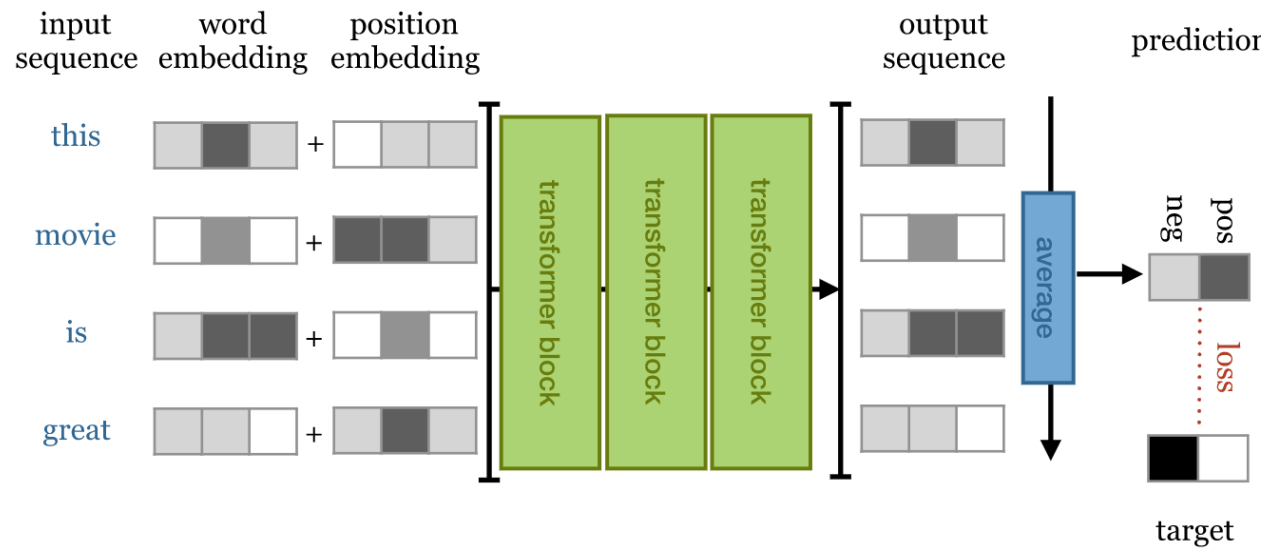 input sequence
word embedding
position embedding
output sequence
prediction
this
+
movie
+
is
+
great
+
transformer block
transformer block
transformer block
average
neg
pos
loss
target